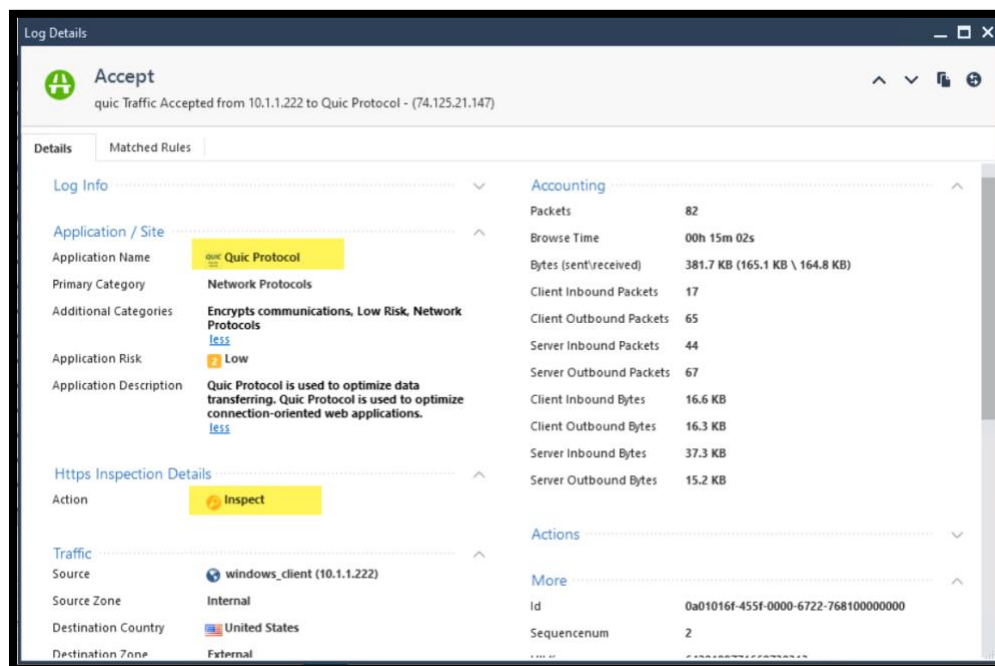 Log Details
Accept
quic Traffic Accepted from 10.1.1.222 to Quic Protocol - (74.125.21.147)
Details
Matched Rules
Log Info
Application / Site
Application Name quic Quic Protocol
Primary Category Network Protocols
Additional Categories Encrypts communications, Low Risk, Network
Protocols
less
Application Risk 2 Low
Application Description Quic Protocol is used to optimize data
transferring. Quic Protocol is used to optimize
connection-oriented web applications.
less
Https Inspection Details
Action Inspect
Traffic
Source windows_client (10.1.1.222)
Source Zone Internal
Destination Country United States
Destination Zone External
Accounting
Packets 82
Browse Time 00h 15m 02s
Bytes (sent\received) 381.7 KB (165.1 KB \ 164.8 KB)
Client Inbound Packets 17
Client Outbound Packets 65
Server Inbound Packets 44
Server Outbound Packets 67
Client Inbound Bytes 16.6 KB
Client Outbound Bytes 16.3 KB
Server Inbound Bytes 37.3 KB
Server Outbound Bytes 15.2 KB
Actions
More
Id 0a01016f-455f-0000-6722-768100000000
Sequencenum 2